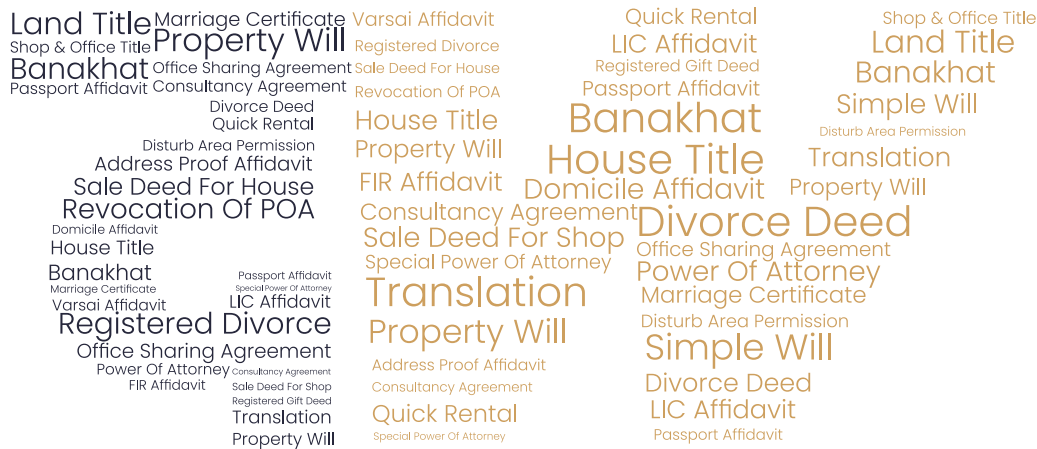 Land Title
Marriage Certificate
Shop & Office Title
Property Will
Banakhat
Office Sharing Agreement
Passport Affidavit
Consultancy Agreement
Divorce Deed
Quick Rental
Disturb Area Permission
Address Proof Affidavit
Sale Deed For House
Revocation Of POA
Domicile Affidavit
House Title
Banakhat
Passport Affidavit
Marriage Certificate
Special Power Of Attorney
Varsai Affidavit
LIC Affidavit
Registered Divorce
Office Sharing Agreement
Power Of Attorney
Consultancy Agreement
FIR Affidavit
Sale Deed For Shop
Registered Gift Deed
Translation
Property Will
Varsai Affidavit
Registered Divorce
Sale Deed For House
Revocation Of POA
House Title
Property Will
FIR Affidavit
Consultancy Agreement
Sale Deed For Shop
Special Power Of Attorney
Translation
Property Will
Address Proof Affidavit
Consultancy Agreement
Quick Rental
Special Power Of Attorney
Quick Rental
LIC Affidavit
Registered Gift Deed
Passport Affidavit
Banakhat
House Title
Domicile Affidavit
Divorce Deed
Office Sharing Agreement
Power Of Attorney
Marriage Certificate
Disturb Area Permission
Simple Will
Divorce Deed
LIC Affidavit
Passport Affidavit
Shop & Office Title
Land Title
Banakhat
Simple Will
Disturb Area Permission
Translation
Property Will